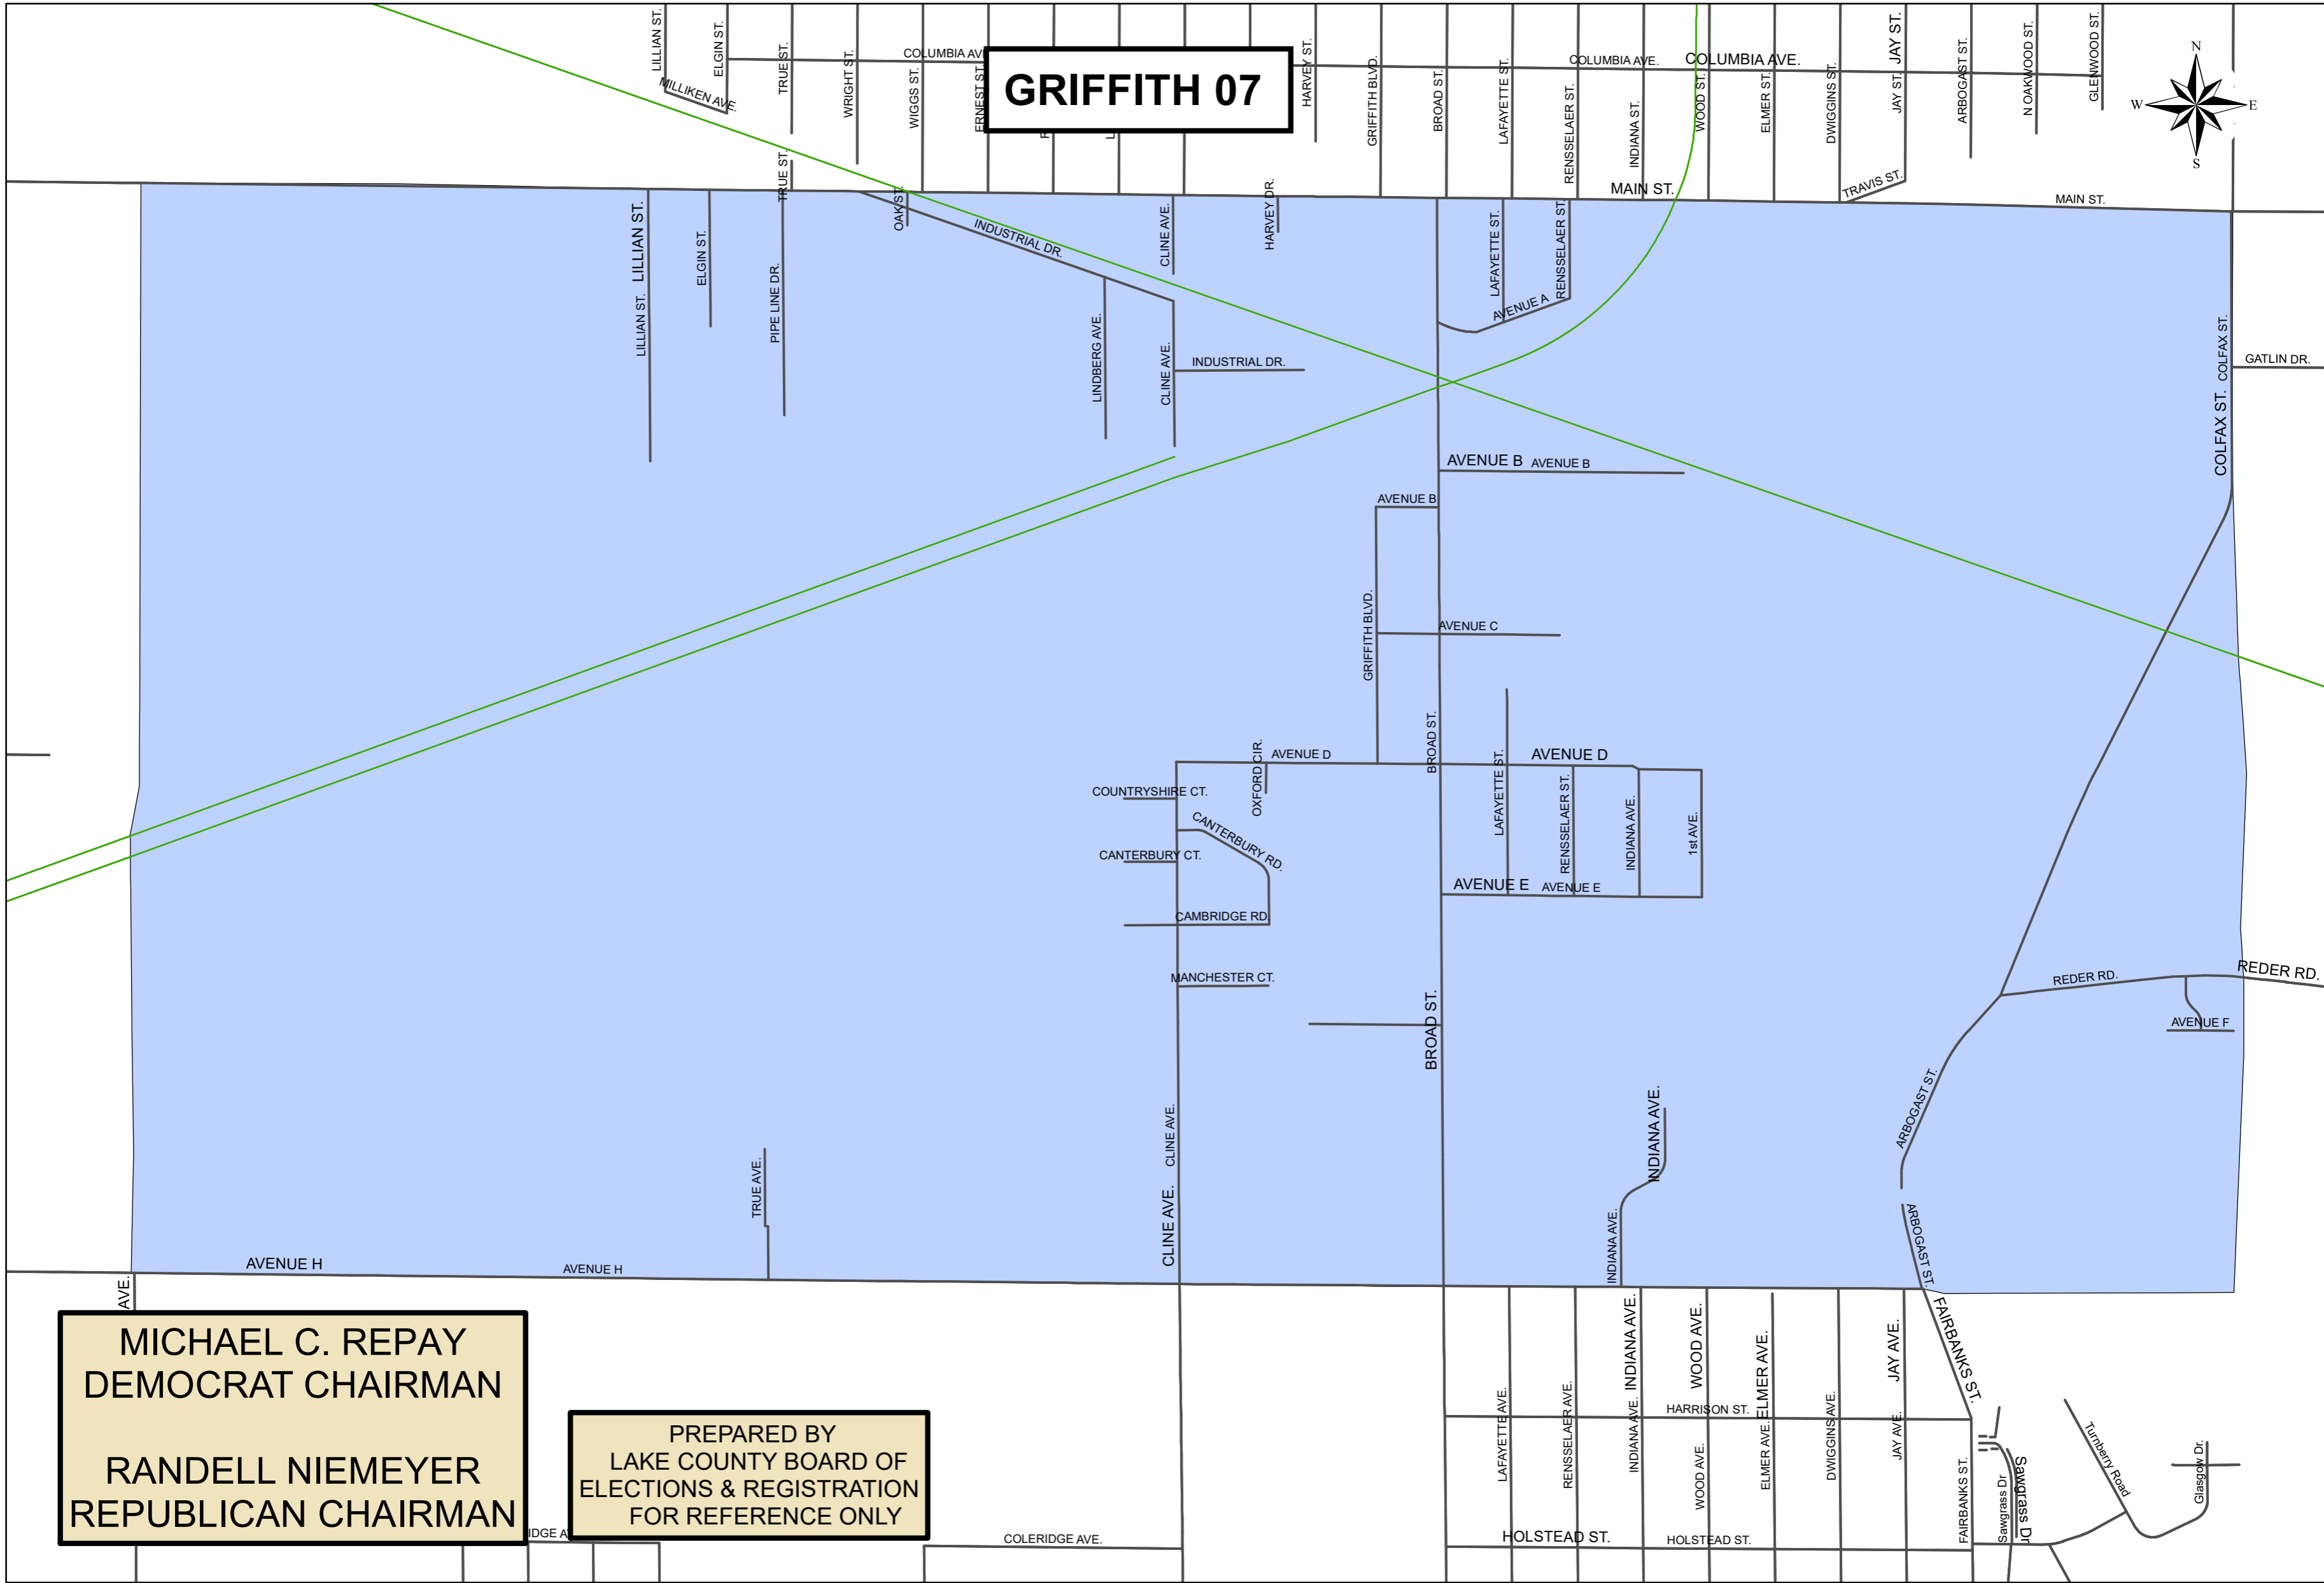 LILLIAN ST.
ELGIN ST.
MILLIKEN AVE.
TRUE ST.
WRIGHT ST.
COLUMBIA AVE
WIGGS ST.
ERNEST ST.
GRIFFITH 07
HARVEY ST.
GRIFFITH BLVD.
BROAD ST.
LAFAYETTE ST.
COLUMBIA AVE.
COLUMBIA AVE.
RENSSELAER ST.
INDIANA ST.
WOOD ST.
ELMER ST.
DWIGGINS ST.
JAY ST.
JAY ST.
ARBOGAST ST.
N OAKWOOD ST.
GLENWOOD ST.
N
W
E
S
TRUE ST.
OAK ST.
MAIN ST.
TRAVIS ST.
MAIN ST.
LILLIAN ST.
LILLIAN ST.
ELGIN ST.
PIPE LINE DR.
INDUSTRIAL DR.
CLINE AVE.
HARVEY DR.
LAFAYETTE ST.
RENSSELAER ST.
AVENUE A
LINDBERG AVE.
CLINE AVE.
INDUSTRIAL DR.
COLFAX ST.
COLFAX ST.
GATLIN DR.
AVENUE B
AVENUE B
AVENUE B
GRIFFITH BLVD.
AVENUE C
BROAD ST.
AVENUE D
AVENUE D
OXFORD CIR.
COUNTRYSHIRE CT.
CANTERBURY RD.
CANTERBURY CT.
LAFAYETTE ST.
RENSSELAER ST.
INDIANA AVE.
1st AVE.
AVENUE E
AVENUE E
CAMBRIDGE RD.
MANCHESTER CT.
BROAD ST.
REDER RD.
REDER RD.
AVENUE F
ARBOGAST ST.
INDIANA AVE.
INDIANA AVE.
CLINE AVE.
CLINE AVE.
TRUE AVE.
ARBOGAST ST.
AVENUE H
AVENUE H
AVE.
FAIRBANKS ST.
MICHAEL C. REPAY
DEMOCRAT CHAIRMAN
RANDELL NIEMEYER
REPUBLICAN CHAIRMAN
PREPARED BY
LAKE COUNTY BOARD OF
ELECTIONS & REGISTRATION
FOR REFERENCE ONLY
COLERIDGE AVE.
LAFAYETTE AVE.
RENSSELAER AVE.
INDIANA AVE.
INDIANA AVE.
WOOD AVE.
WOOD AVE.
ELMER AVE.
ELMER AVE.
DWIGGINS AVE.
JAY AVE.
JAY AVE.
HARRISON ST.
HOLSTEAD ST.
HOLSTEAD ST.
FAIRBANKS ST.
Sawgrass Dr
Sawgrass Dr
Turnberry Road
Glasgow Dr.